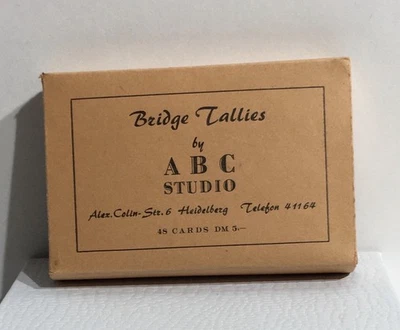 Bridge Tallies
by
ABC
STUDIO
Alex.Colin-Str.6 Heidelberg Telefon 41164
48 CARDS DM 5.—